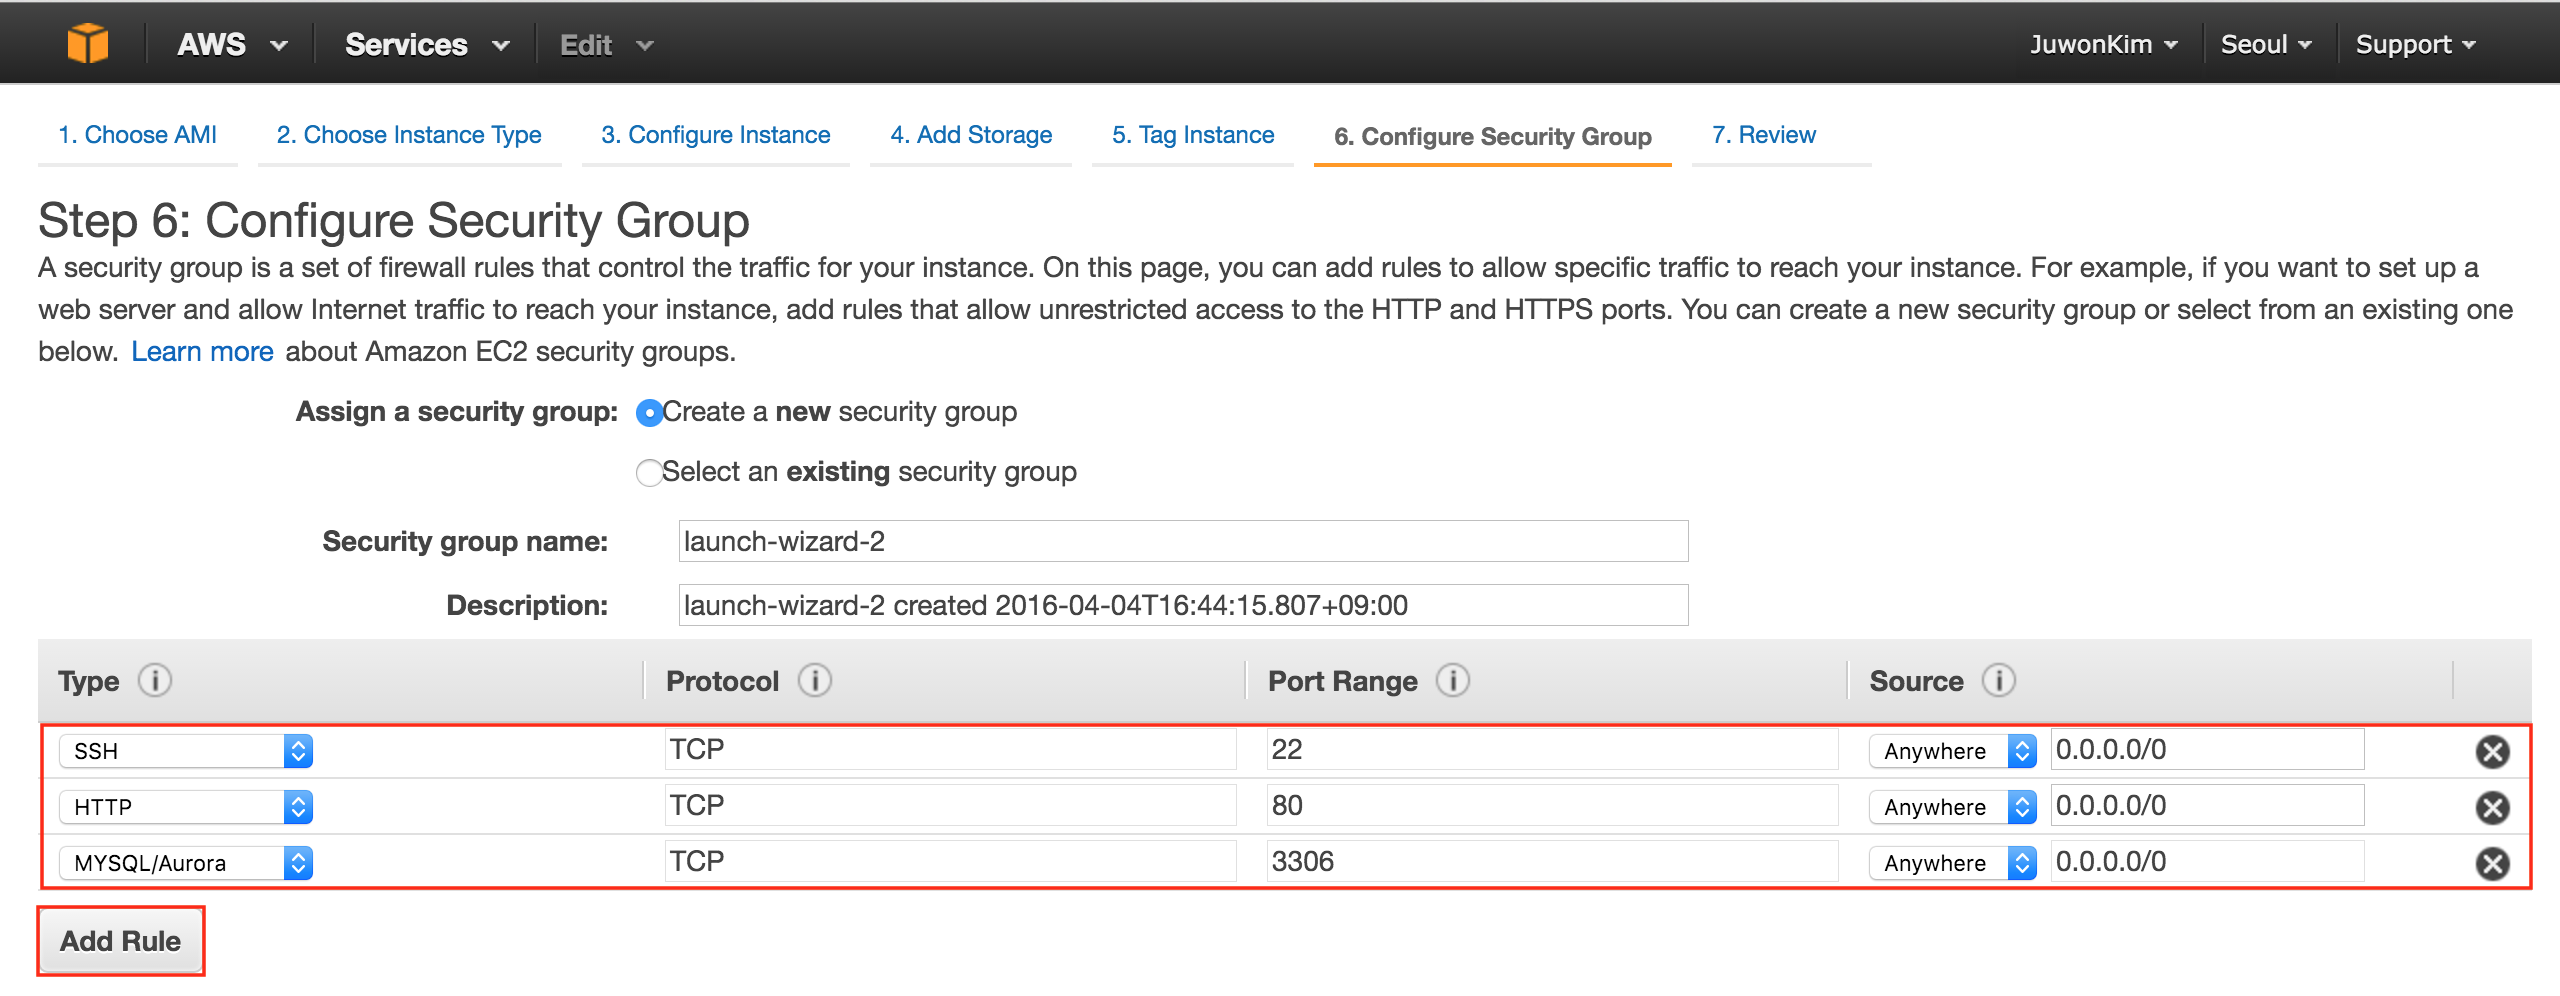 AWS Services Edit JuwonKim Seoul Support
1. Choose AMI 2. Choose Instance Type 3. Configure Instance 4. Add Storage 5. Tag Instance 6. Configure Security Group 7. Review
Step 6: Configure Security Group
A security group is a set of firewall rules that control the traffic for your instance. On this page, you can add rules to allow specific traffic to reach your instance. For example, if you want to set up a
web server and allow Internet traffic to reach your instance, add rules that allow unrestricted access to the HTTP and HTTPS ports. You can create a new security group or select from an existing one
below. Learn more about Amazon EC2 security groups.
Assign a security group: Create a new security group
Select an existing security group
Security group name: launch-wizard-2
Description: launch-wizard-2 created 2016-04-04T16:44:15.807+09:00
Type i Protocol i Port Range i Source i
SSH TCP 22 Anywhere 0.0.0.0/0
HTTP TCP 80 Anywhere 0.0.0.0/0
MYSQL/Aurora TCP 3306 Anywhere 0.0.0.0/0
Add Rule